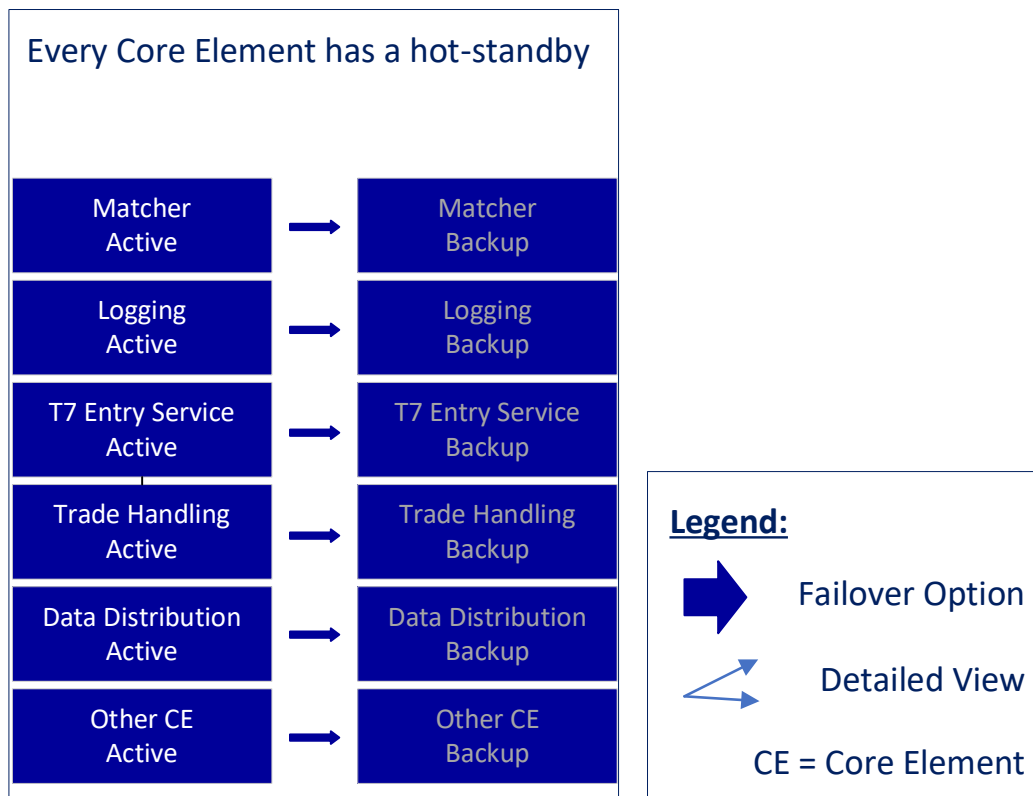 Every Core Element has a hot-standby
Matcher
Active
Matcher
Backup
Logging
Active
Logging
Backup
T7 Entry Service
Active
T7 Entry Service
Backup
Trade Handling
Active
Trade Handling
Backup
Data Distribution
Active
Data Distribution
Backup
Other CE
Active
Other CE
Backup
Legend:
Failover Option
Detailed View
CE = Core Element